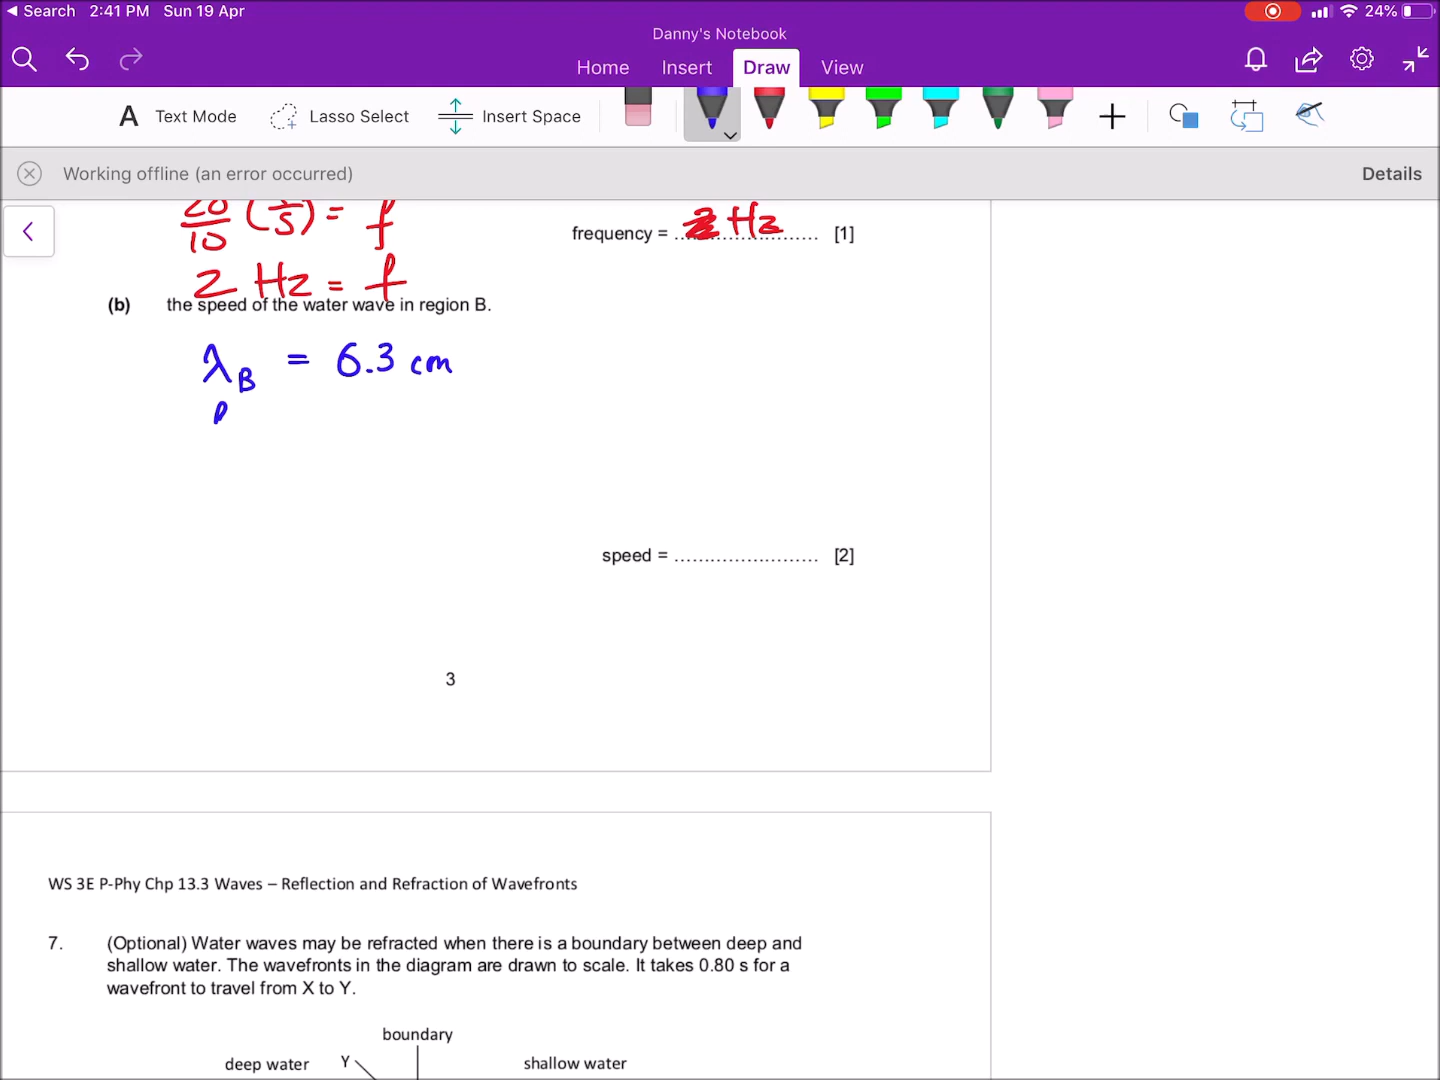 Search 2:41 PM Sun 19 Apr
24%
Danny's Notebook
Home Insert Draw View
A Text Mode Lasso Select Insert Space
Working offline (an error occurred) Details
20/10 = f
frequency = Hz [1]
2 Hz = f
(b) the speed of the water wave in region B.
λB = 6.3 cm
speed = ........................ [2]
3
WS 3E P-Phy Chp 13.3 Waves – Reflection and Refraction of Wavefronts
7. (Optional) Water waves may be refracted when there is a boundary between deep and
shallow water. The wavefronts in the diagram are drawn to scale. It takes 0.80 s for a
wavefront to travel from X to Y.
boundary
deep water Y shallow water